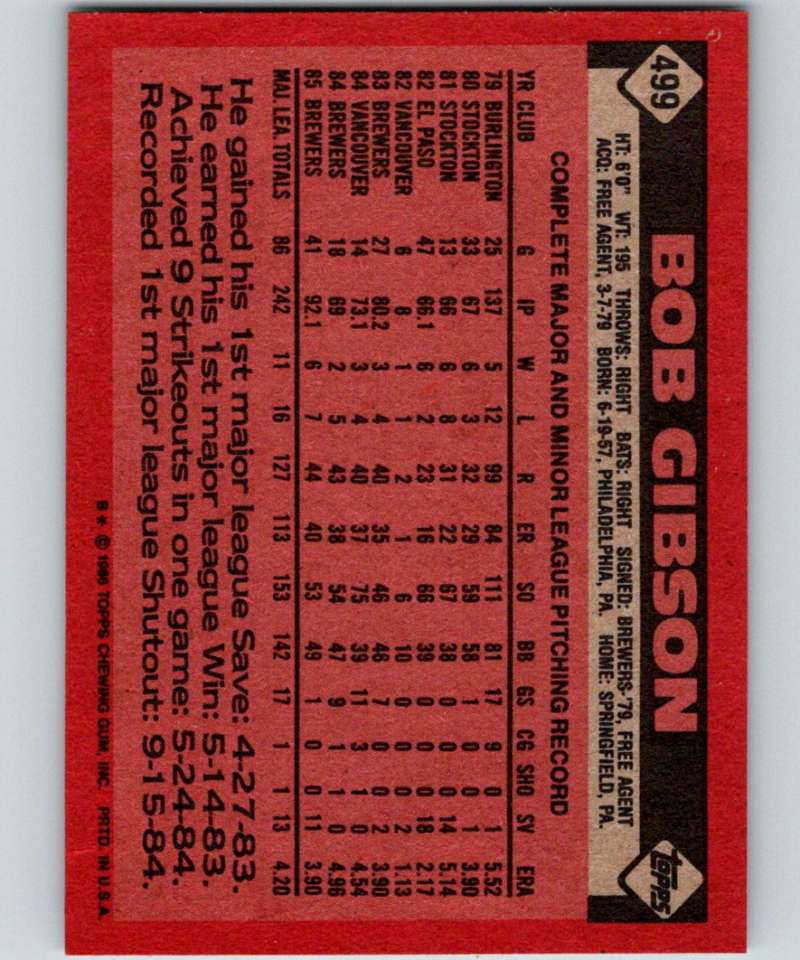 499
BOB GIBSON
topps
HT: 6'0" WT: 195 THROWS: RIGHT BATS: RIGHT SIGNED: BREWERS-'79, FREE AGENT
ACQ: FREE AGENT, 3-7-79 BORN: 6-19-57, PHILADELPHIA, PA. HOME: SPRINGFIELD, PA.
COMPLETE MAJOR AND MINOR LEAGUE PITCHING RECORD
YR CLUB G IP W L R ER SO BB GS CG SHO SV ERA
79 BURLINGTON 25 137 5 12 99 84 111 81 17 9 0 1 5.52
80 STOCKTON 33 67 6 3 32 29 59 58 1 0 0 3.90
81 STOCKTON 13 66 6 8 31 22 67 38 0 0 0 14 5.14
82 EL PASO 47 66.1 6 2 23 16 66 39 0 0 0 18 2.17
82 VANCOUVER 6 8 1 1 2 1 6 10 0 0 0 2 1.13
83 BREWERS 27 80.2 3 4 40 35 46 46 7 0 0 2 3.90
84 VANCOUVER 14 73.1 3 4 40 37 75 39 11 3 1 0 4.54
84 BREWERS 18 69 2 5 43 38 54 47 9 1 1 0 4.96
85 BREWERS 41 92.1 6 7 44 40 53 49 1 0 0 11 3.90
MAJ. LEA. TOTALS 86 242 11 16 127 113 153 142 17 1 1 13 4.20
He gained his 1st major league Save: 4-27-83.
He earned his 1st major league Win: 5-14-83.
Achieved 9 Strikeouts in one game: 5-24-84.
Recorded 1st major league Shutout: 9-15-84.
B* © 1986 TOPPS CHEWING GUM, INC. PRTD. IN U.S.A.